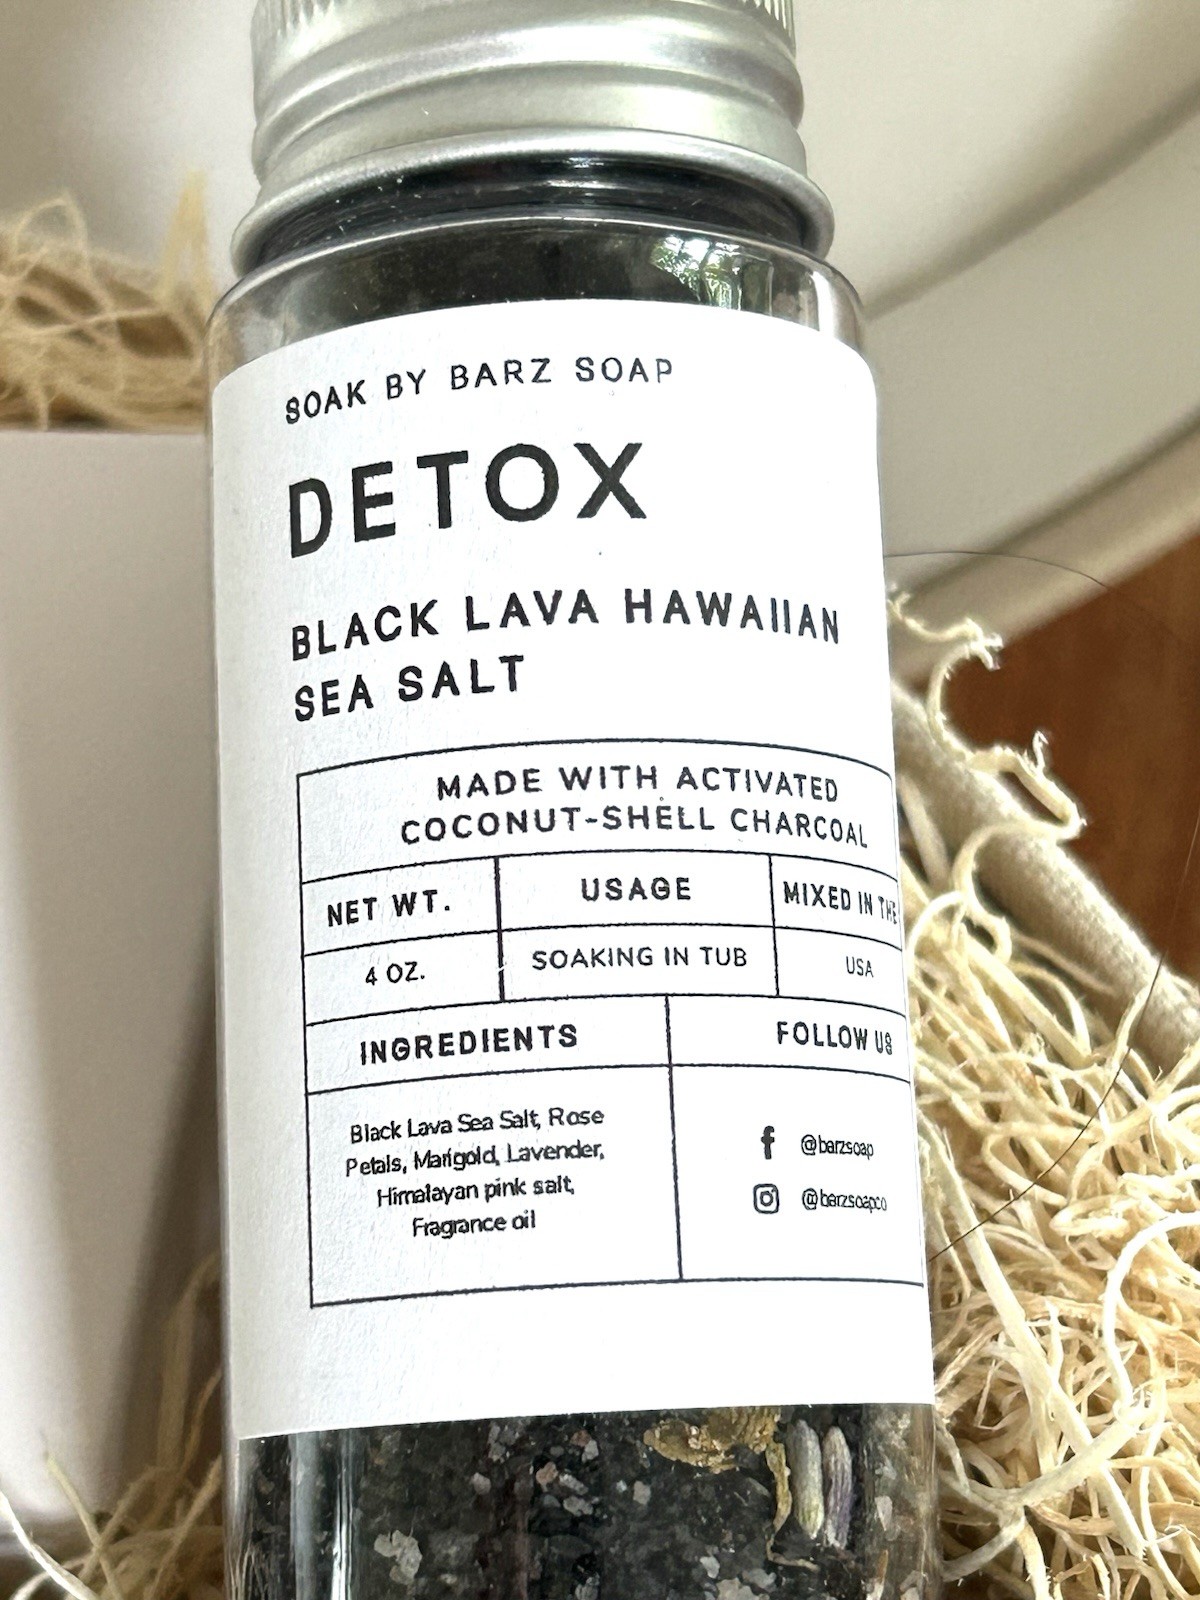 SOAK BY BARZ SOAP
DETOX
BLACK LAVA HAWAIIAN
SEA SALT
MADE WITH ACTIVATED
COCONUT-SHELL CHARCOAL
NET WT.
USAGE
MIXED IN THE
4 OZ.
SOAKING IN TUB
USA
INGREDIENTS
FOLLOW US
Black Lava Sea Salt, Rose
Petals, Marigold, Lavender,
Himalayan pink salt,
Fragrance oil
@barzsoap
@barzsoapco